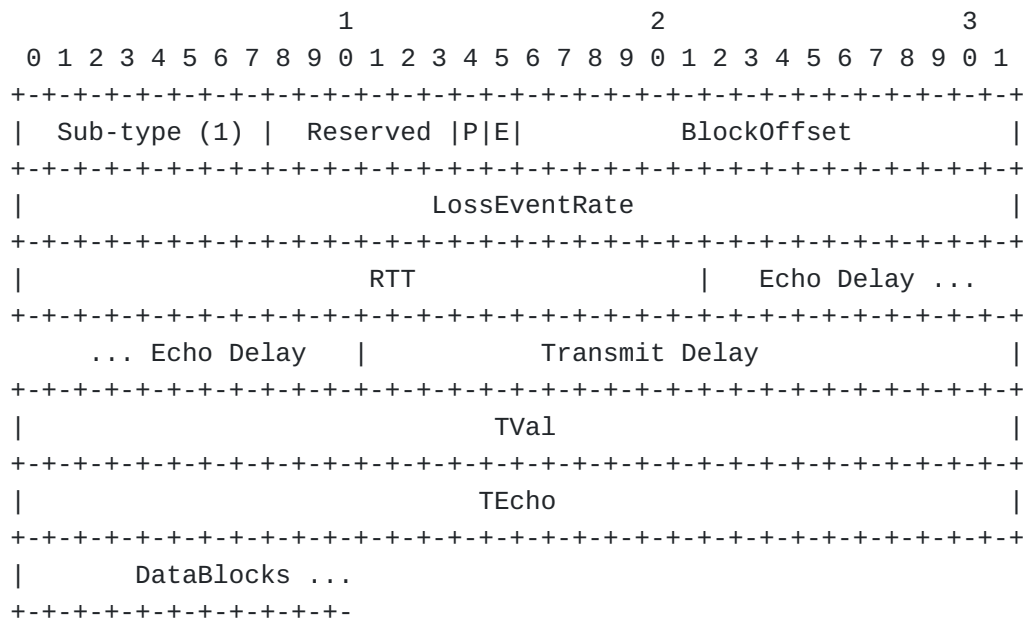 1                   2                   3
 0 1 2 3 4 5 6 7 8 9 0 1 2 3 4 5 6 7 8 9 0 1 2 3 4 5 6 7 8 9 0 1
+-+-+-+-+-+-+-+-+-+-+-+-+-+-+-+-+-+-+-+-+-+-+-+-+-+-+-+-+-+-+-+-+
|  Sub-type (1) |  Reserved |P|E|          BlockOffset          |
+-+-+-+-+-+-+-+-+-+-+-+-+-+-+-+-+-+-+-+-+-+-+-+-+-+-+-+-+-+-+-+-+
|                          LossEventRate                        |
+-+-+-+-+-+-+-+-+-+-+-+-+-+-+-+-+-+-+-+-+-+-+-+-+-+-+-+-+-+-+-+-+
|                      RTT                  |   Echo Delay ...
+-+-+-+-+-+-+-+-+-+-+-+-+-+-+-+-+-+-+-+-+-+-+-+-+-+-+-+-+-+-+-+-+
     ... Echo Delay   |           Transmit Delay                |
+-+-+-+-+-+-+-+-+-+-+-+-+-+-+-+-+-+-+-+-+-+-+-+-+-+-+-+-+-+-+-+-+
|                              TVal                             |
+-+-+-+-+-+-+-+-+-+-+-+-+-+-+-+-+-+-+-+-+-+-+-+-+-+-+-+-+-+-+-+-+
|                             TEcho                             |
+-+-+-+-+-+-+-+-+-+-+-+-+-+-+-+-+-+-+-+-+-+-+-+-+-+-+-+-+-+-+-+-+
|       DataBlocks ...
+-+-+-+-+-+-+-+-+-+-+-